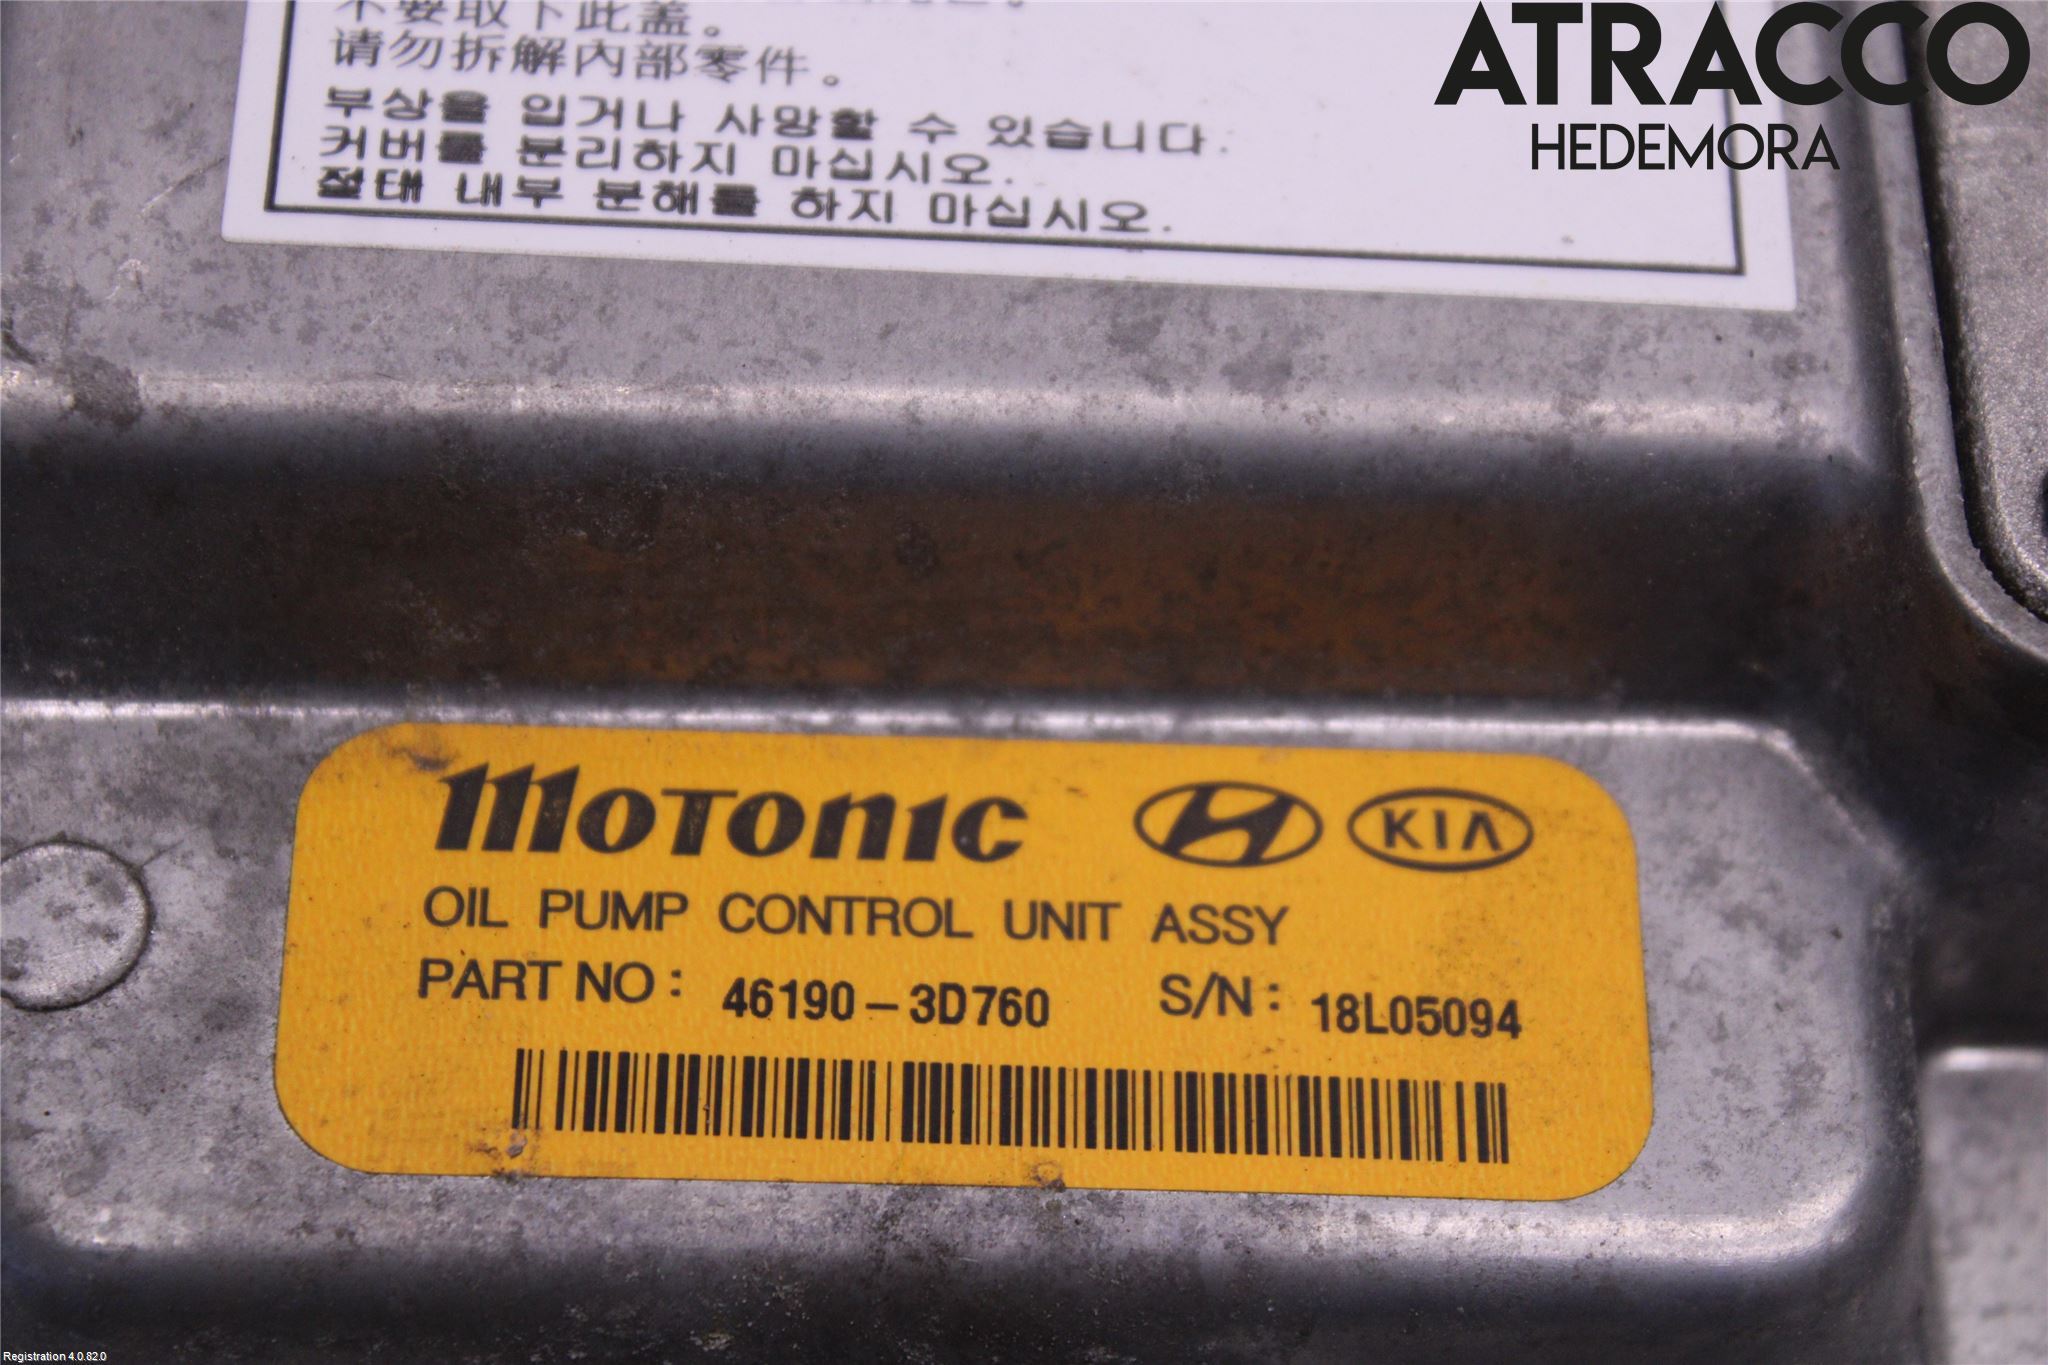 不要取下此盖。
请勿拆解内部零件。
부상을 입거나 사망할 수 있습니다.
커버를 분리하지 마십시오.
절대 내부 분해를 하지 마십시오.
ATRACCO
HEDEMORA
MOTONIC KIA
OIL PUMP CONTROL UNIT ASSY
PART NO : 46190-3D760 S/N : 18L05094
Registration 4.0.82.0